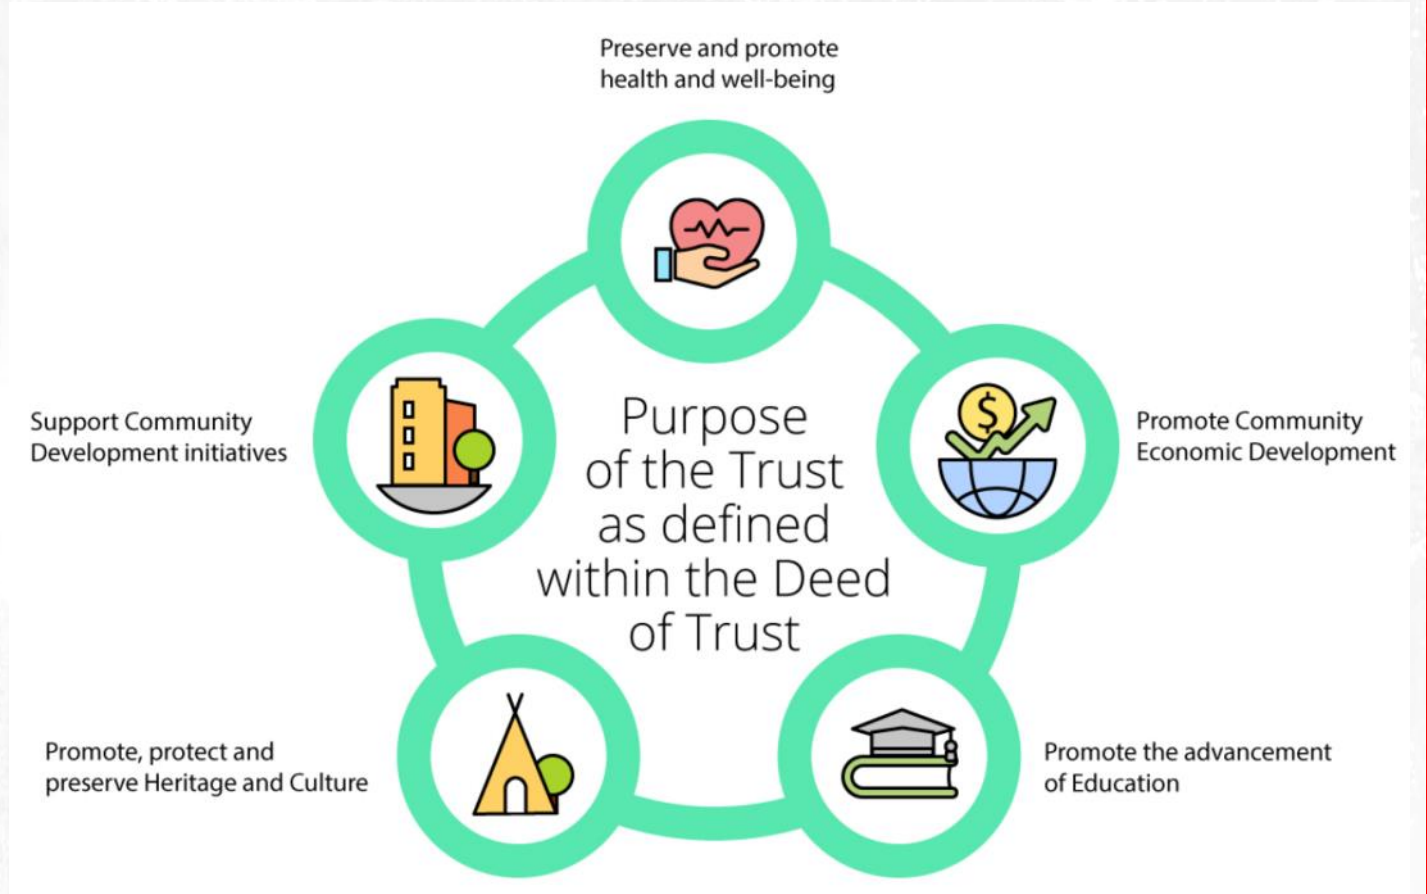 Preserve and promote
health and well-being
Support Community
Development initiatives
Purpose
of the Trust
as defined
within the Deed
of Trust
Promote Community
Economic Development
Promote, protect and
preserve Heritage and Culture
Promote the advancement
of Education